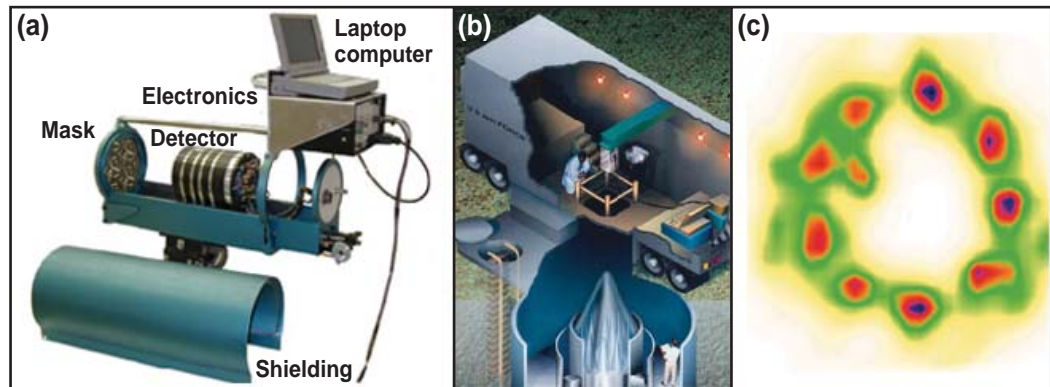 (a)
Laptop
computer
Electronics
Mask
Detector
Shielding
(b)
(c)